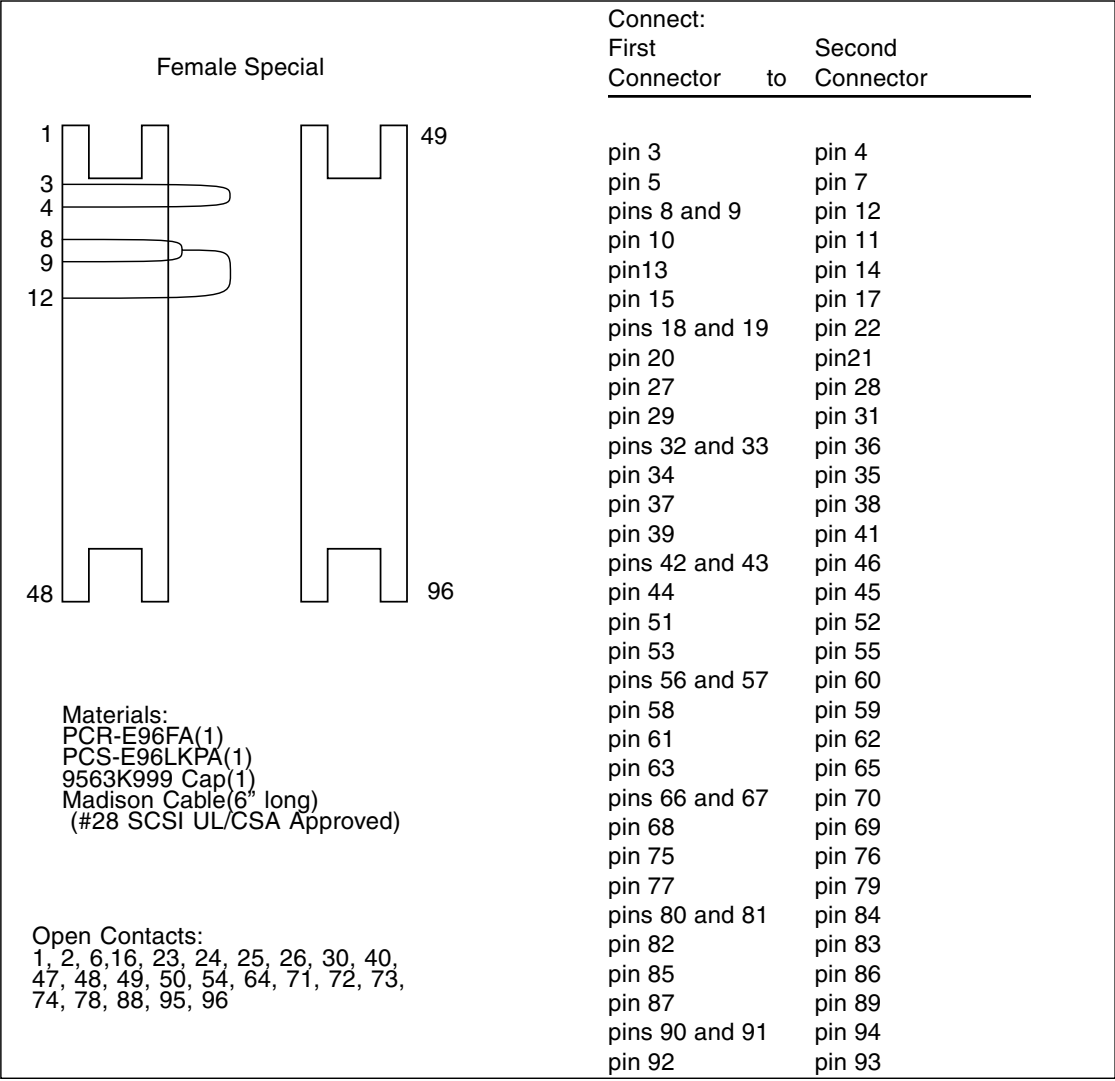 Female Special
1
49
3
4
8
9
12
48
96
Materials:
PCR-E96FA(1)
PCS-E96LKPA(1)
9563K999 Cap(1)
Madison Cable(6” long)
(#28 SCSI UL/CSA Approved)
Open Contacts:
1, 2, 6,16, 23, 24, 25, 26, 30, 40,
47, 48, 49, 50, 54, 64, 71, 72, 73,
74, 78, 88, 95, 96
Connect:
First Second
Connector to Connector
pin 3 pin 4
pin 5 pin 7
pins 8 and 9 pin 12
pin 10 pin 11
pin13 pin 14
pin 15 pin 17
pins 18 and 19 pin 22
pin 20 pin21
pin 27 pin 28
pin 29 pin 31
pins 32 and 33 pin 36
pin 34 pin 35
pin 37 pin 38
pin 39 pin 41
pins 42 and 43 pin 46
pin 44 pin 45
pin 51 pin 52
pin 53 pin 55
pins 56 and 57 pin 60
pin 58 pin 59
pin 61 pin 62
pin 63 pin 65
pins 66 and 67 pin 70
pin 68 pin 69
pin 75 pin 76
pin 77 pin 79
pins 80 and 81 pin 84
pin 82 pin 83
pin 85 pin 86
pin 87 pin 89
pins 90 and 91 pin 94
pin 92 pin 93